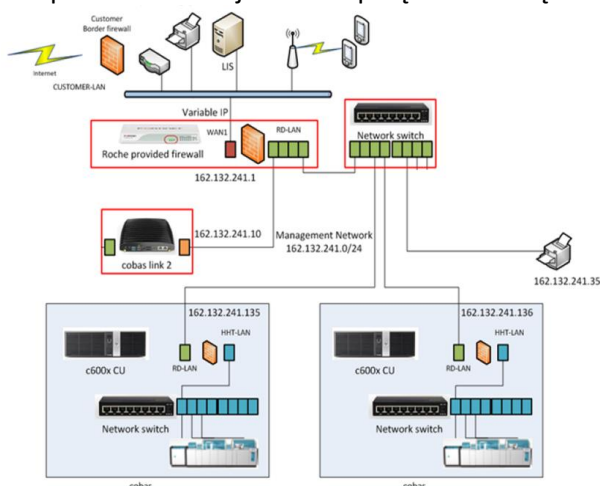 Customer
Border firewall
Internet
CUSTOMER-LAN
LIS
Variable IP
WAN1
RD-LAN
Roche provided firewall
162.132.241.1
Network switch
162.132.241.10
Management Network
162.132.241.0/24
cobas link 2
162.132.241.35
162.132.241.135
HHT-LAN
c600x CU
RD-LAN
Network switch
162.132.241.136
HHT-LAN
c600x CU
RD-LAN
Network switch
cobas
cobas